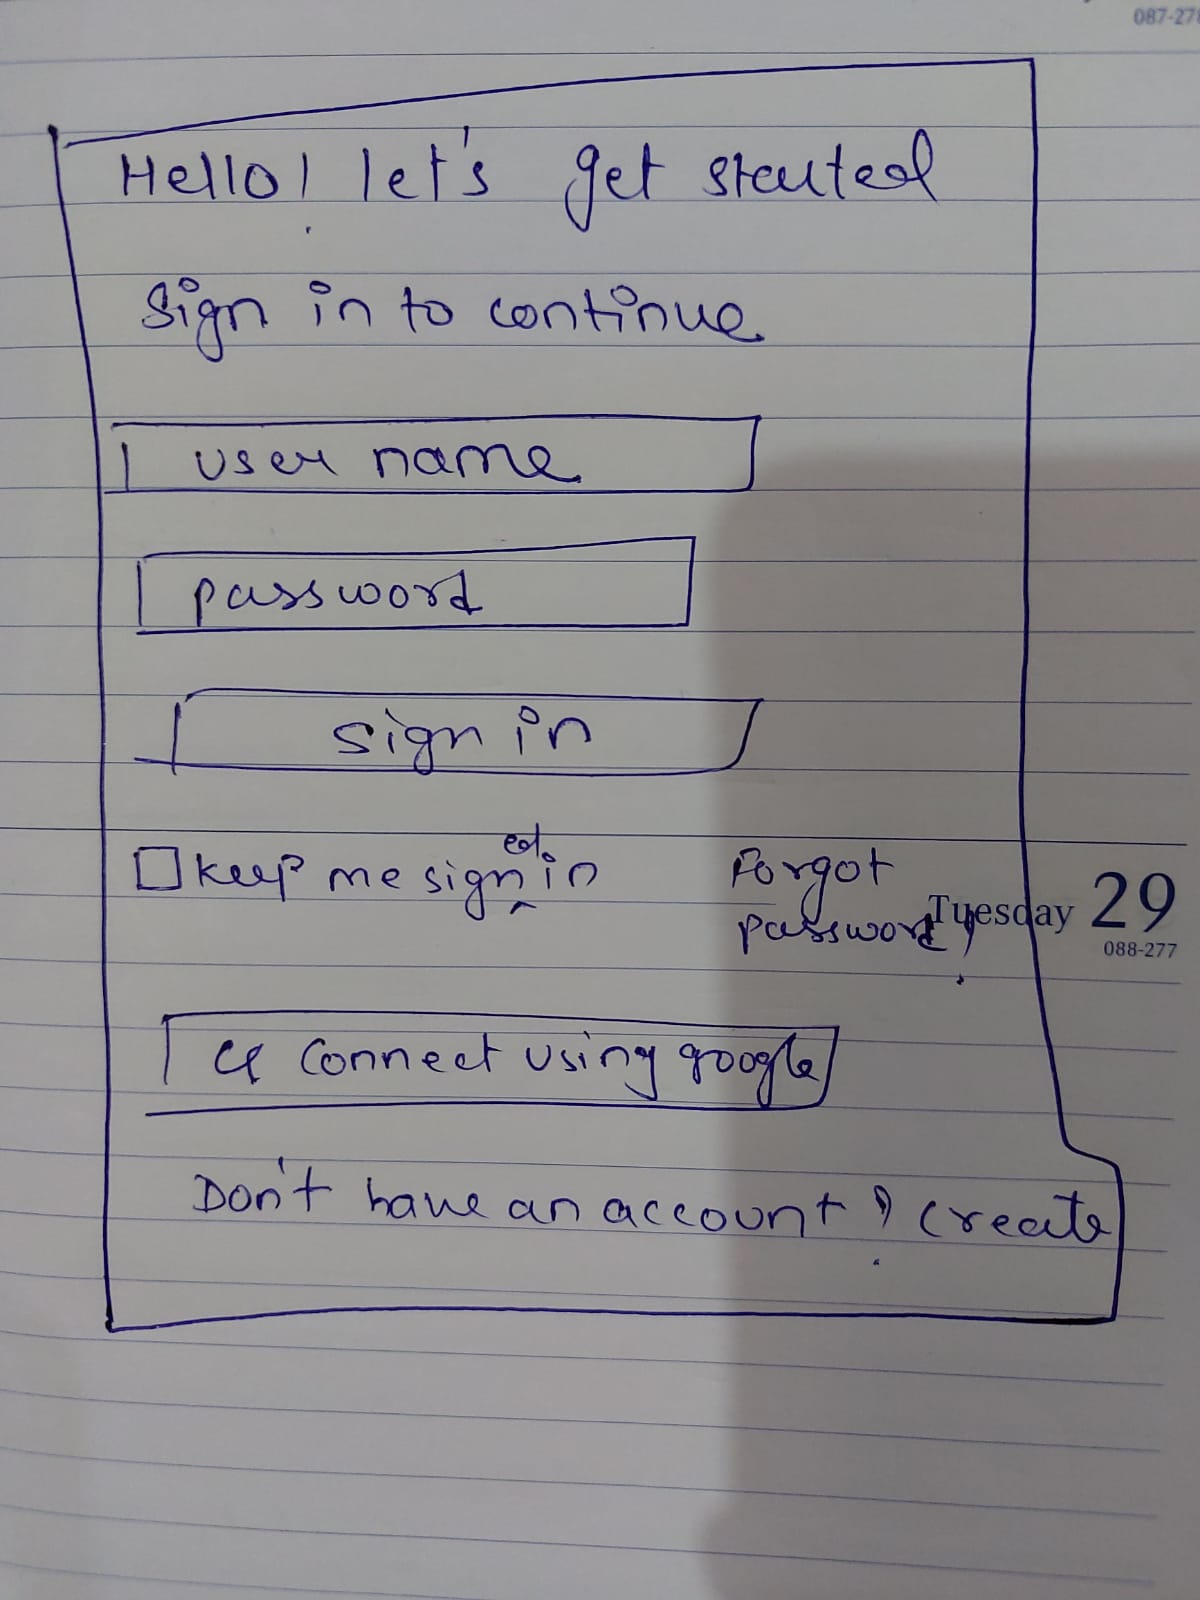 087-278
Hello! let's get started
Sign in to continue
user name
password
sign in
keep me signed in
Forgot
password?
Tuesday 29
088-277
G connect using google
Don't have an account? create